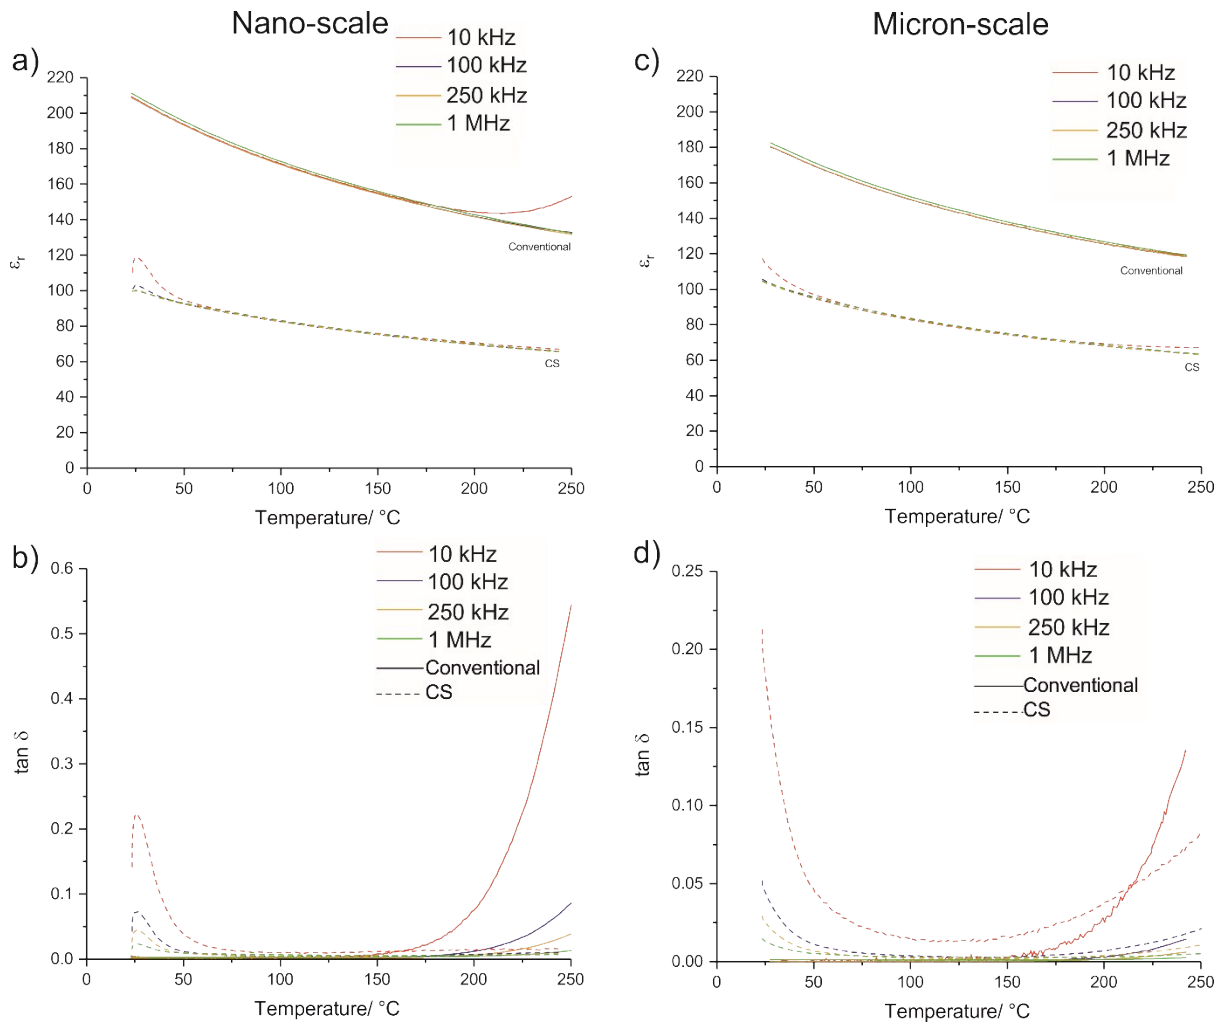 Nano-scale
Micron-scale
a)
10 kHz
100 kHz
250 kHz
1 MHz
220
200
180
160
140
120
100
80
60
40
20
0
εr
Conventional
CS
0 50 100 150 200 250
Temperature/ °C
c)
10 kHz
100 kHz
250 kHz
1 MHz
220
200
180
160
140
120
100
80
60
40
20
0
εr
Conventional
CS
0 50 100 150 200 250
Temperature/ °C
b)
10 kHz
100 kHz
250 kHz
1 MHz
Conventional
CS
0.6
0.5
0.4
0.3
0.2
0.1
0.0
tan δ
0 50 100 150 200 250
Temperature/ °C
d)
10 kHz
100 kHz
250 kHz
1 MHz
Conventional
CS
0.25
0.20
0.15
0.10
0.05
0.00
tan δ
0 50 100 150 200 250
Temperature/ °C